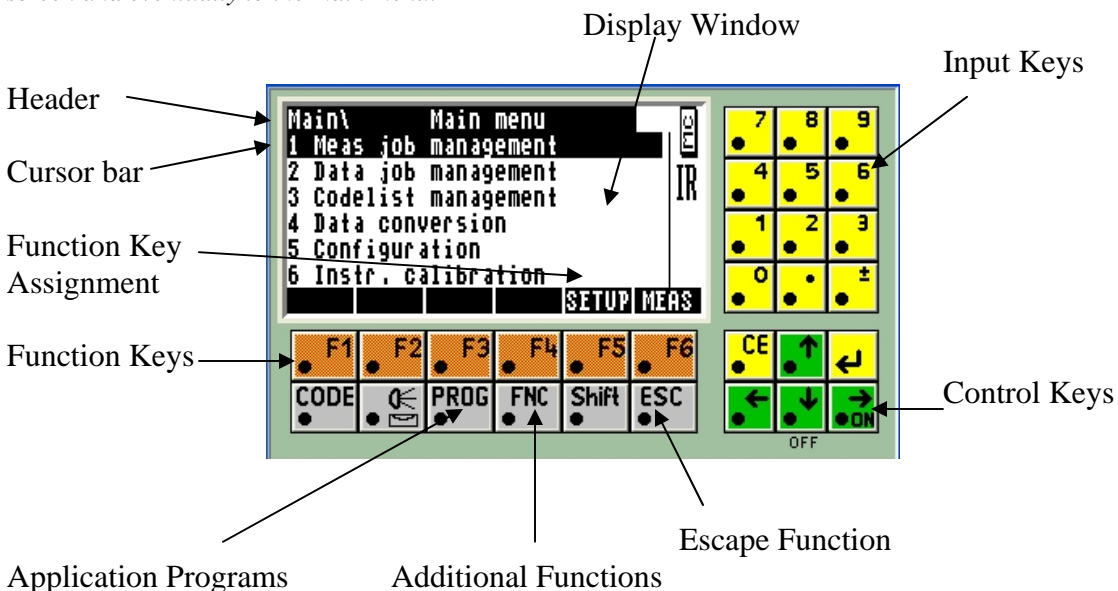 Display Window
Input Keys
Header
Cursor bar
Function Key
Assignment
Function Keys
Main\ Main menu
1 Meas job management
2 Data job management
3 Codelist management
4 Data conversion
5 Configuration
6 Instr. calibration
SETUP MEAS
IR
7 8 9
4 5 6
1 2 3
0 . ±
F1 F2 F3 F4 F5 F6
CE
CODE PROG FNC Shift ESC
ON
OFF
Control Keys
Escape Function
Application Programs
Additional Functions